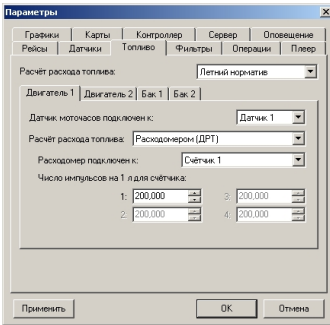 Параметры
Графики Карты Контроллер Сервер Оповещение
Рейсы Датчики Топливо Фильтры Операции Плеер
Расчёт расхода топлива: Летний норматив
Двигатель 1 Двигатель 2 Бак 1 Бак 2
Датчик моточасов подключен к: Датчик 1
Расчёт расхода топлива: Расходомером (ДРТ)
Расходомер подключен к: Счётчик 1
Число импульсов на 1 л для счётчика:
1: 200,000 3: 200,000
2: 200,000 4: 200,000
Применить OK Отмена